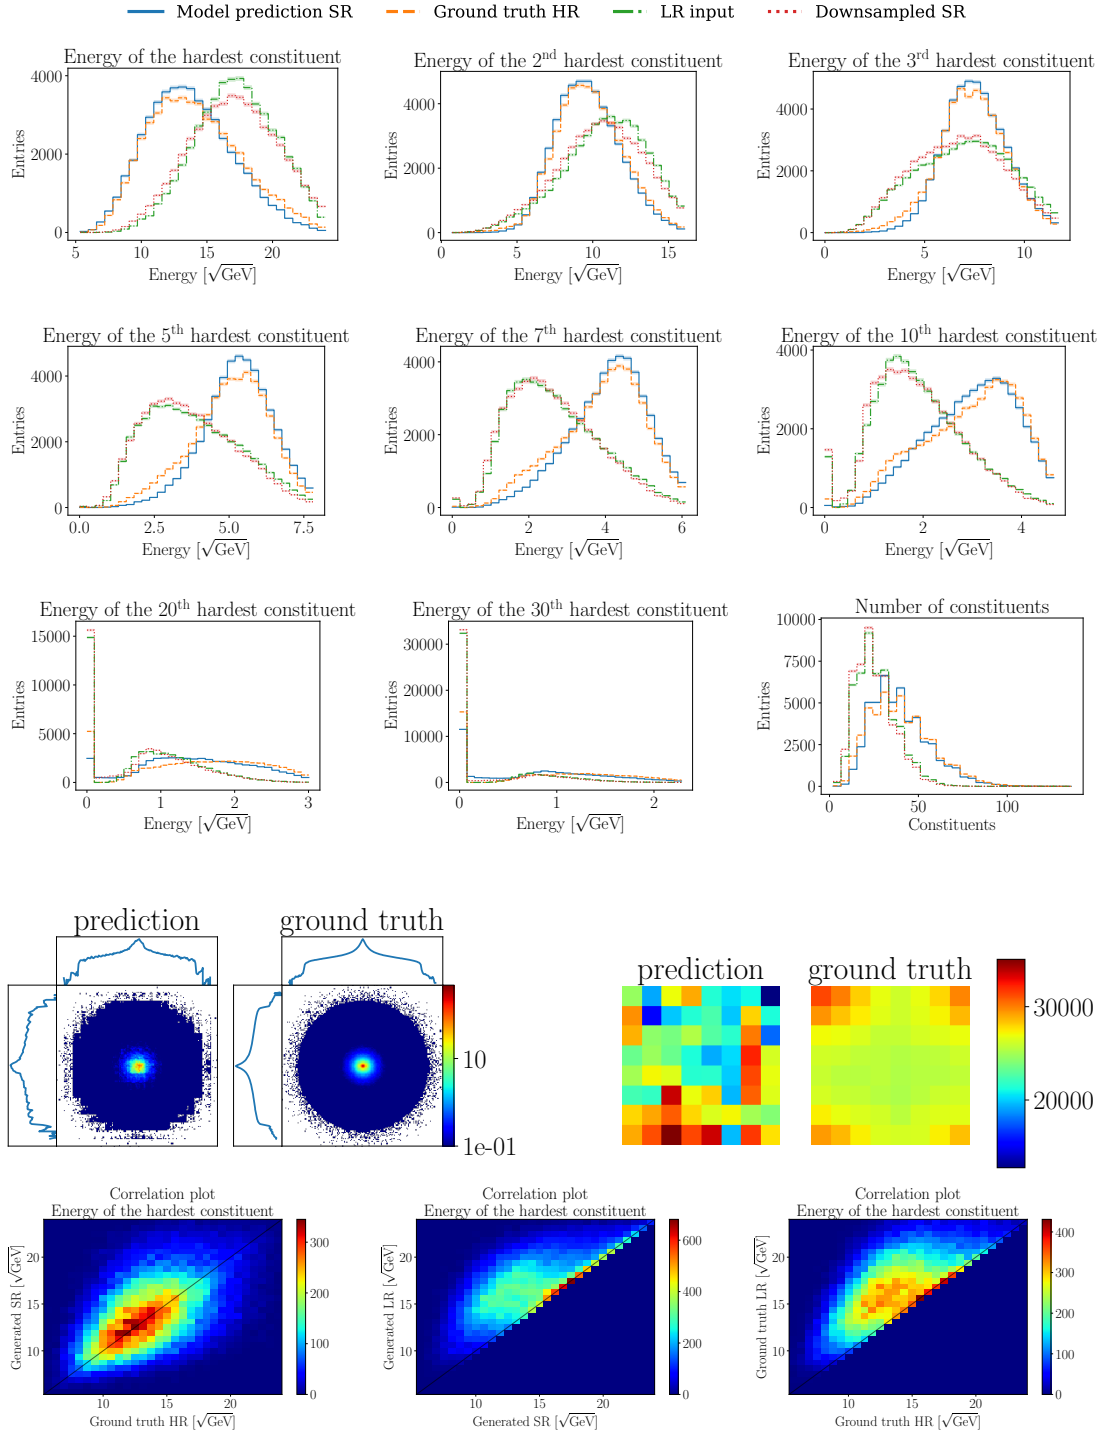 Model prediction SR Ground truth HR LR input Downsampled SR
Energy of the hardest constituent
Entries
4000
2000
0
5 10 15 20
Energy [√GeV]
Energy of the 2nd hardest constituent
Entries
4000
2000
0
0 5 10 15
Energy [√GeV]
Energy of the 3rd hardest constituent
Entries
4000
2000
0
0 5 10
Energy [√GeV]
Energy of the 5th hardest constituent
Entries
4000
2000
0
0.0 2.5 5.0 7.5
Energy [√GeV]
Energy of the 7th hardest constituent
Entries
4000
2000
0
0 2 4 6
Energy [√GeV]
Energy of the 10th hardest constituent
Entries
4000
2000
0
0 2 4
Energy [√GeV]
Energy of the 20th hardest constituent
Entries
15000
10000
5000
0
0 1 2 3
Energy [√GeV]
Energy of the 30th hardest constituent
Entries
30000
20000
10000
0
0 1 2
Energy [√GeV]
Number of constituents
Entries
10000
7500
5000
2500
0
0 50 100
Constituents
prediction
ground truth
10
1e-01
prediction
ground truth
30000
20000
Correlation plot
Energy of the hardest constituent
Generated SR [√GeV]
20
15
10
10 15 20
Ground truth HR [√GeV]
300
200
100
0
Correlation plot
Energy of the hardest constituent
Generated LR [√GeV]
20
15
10
10 15 20
Generated SR [√GeV]
600
400
200
0
Correlation plot
Energy of the hardest constituent
Ground truth LR [√GeV]
20
15
10
10 15 20
Ground truth HR [√GeV]
400
300
200
100
0